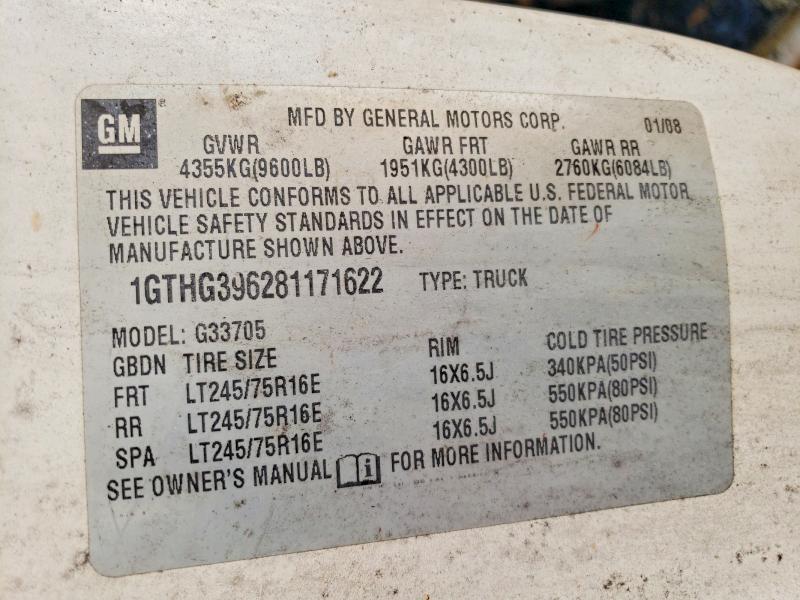 GM
MFD BY GENERAL MOTORS CORP. 01/08
GVWR GAWR FRT GAWR RR
4355KG(9600LB) 1951KG(4300LB) 2760KG(6084LB)
THIS VEHICLE CONFORMS TO ALL APPLICABLE U.S. FEDERAL MOTOR
VEHICLE SAFETY STANDARDS IN EFFECT ON THE DATE OF
MANUFACTURE SHOWN ABOVE.
1GTHG396281171622 TYPE: TRUCK
MODEL: G33705
GBDN TIRE SIZE RIM COLD TIRE PRESSURE
FRT LT245/75R16E 16X6.5J 340KPA(50PSI)
RR LT245/75R16E 16X6.5J 550KPA(80PSI)
SPA LT245/75R16E 16X6.5J 550KPA(80PSI)
SEE OWNER'S MANUAL i FOR MORE INFORMATION.